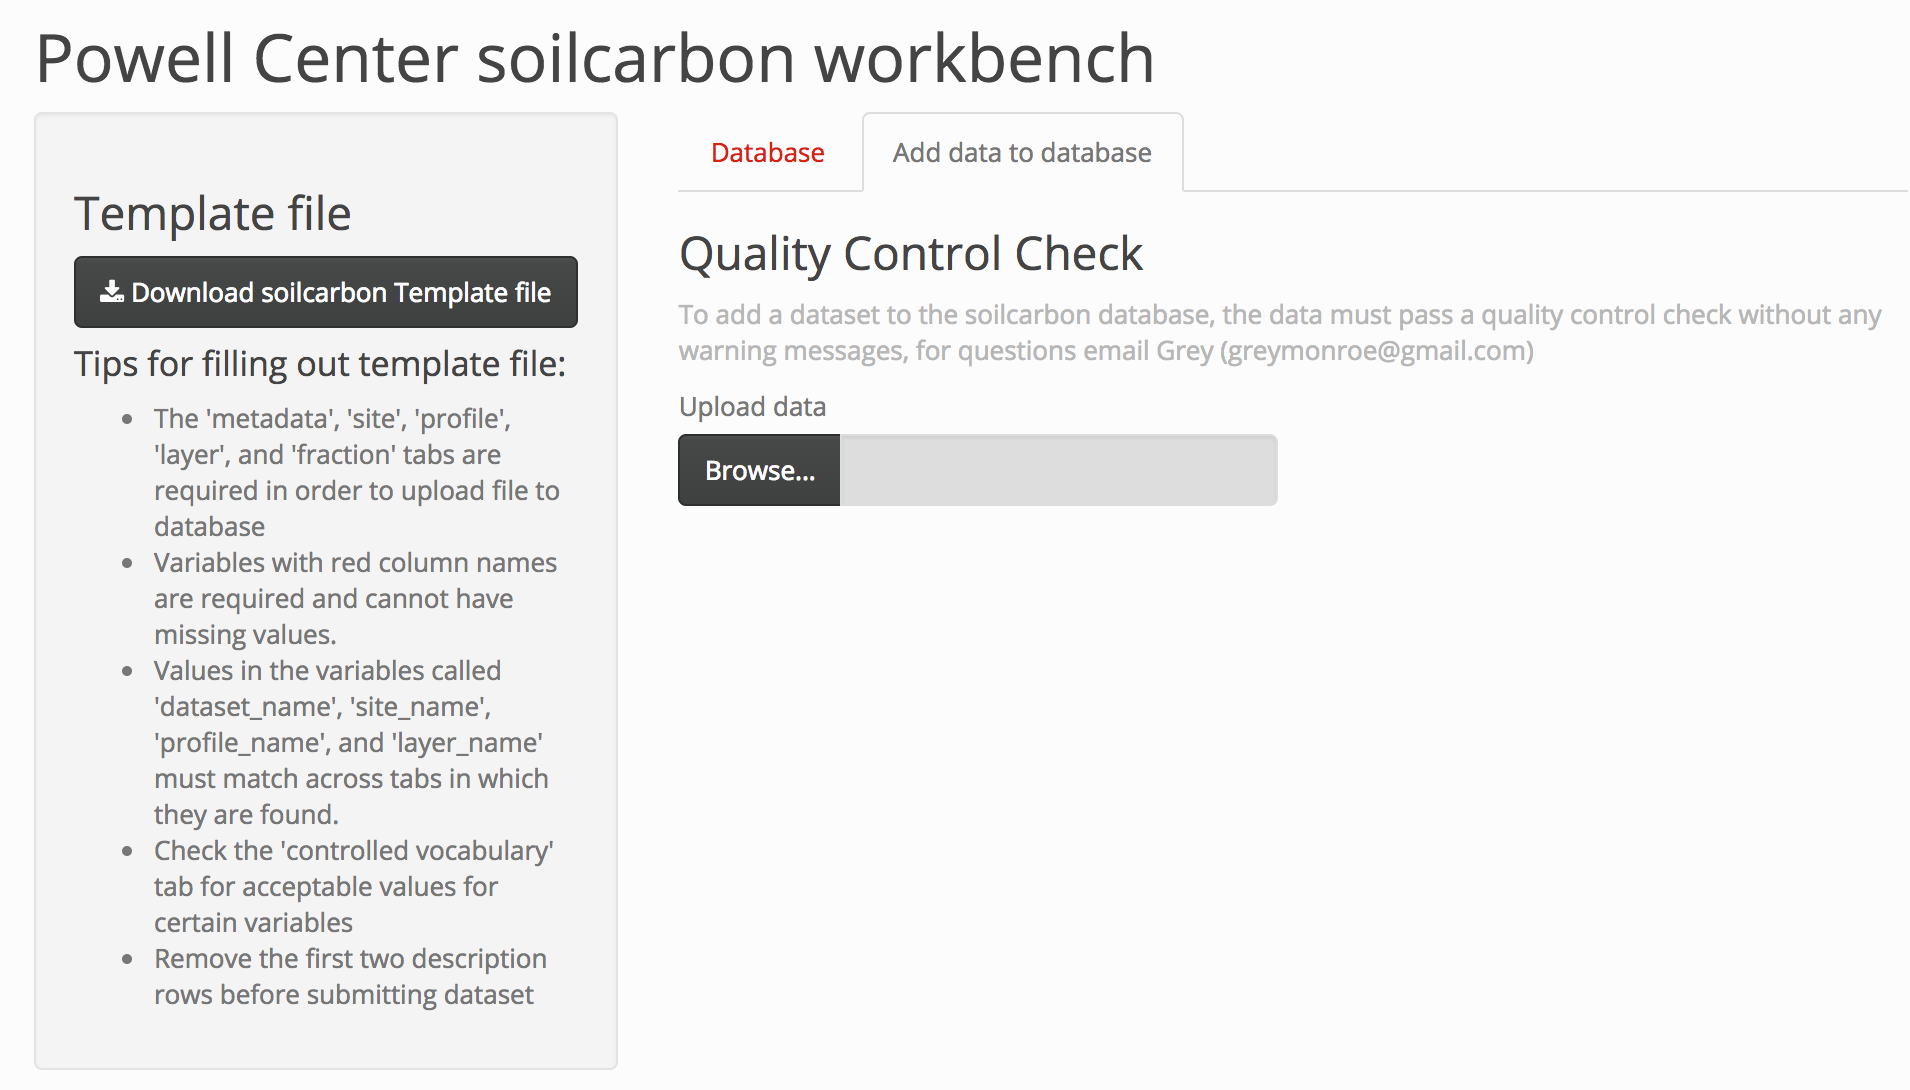 Powell Center soilcarbon workbench
Template file
Download soilcarbon Template file
Tips for filling out template file:
• The 'metadata', 'site', 'profile',
'layer', and 'fraction' tabs are
required in order to upload file to
database
• Variables with red column names
are required and cannot have
missing values.
• Values in the variables called
'dataset_name', 'site_name',
'profile_name', and 'layer_name'
must match across tabs in which
they are found.
• Check the 'controlled vocabulary'
tab for acceptable values for
certain variables
• Remove the first two description
rows before submitting dataset
Database
Add data to database
Quality Control Check
To add a dataset to the soilcarbon database, the data must pass a quality control check without any
warning messages, for questions email Grey (greymonroe@gmail.com)
Upload data
Browse...